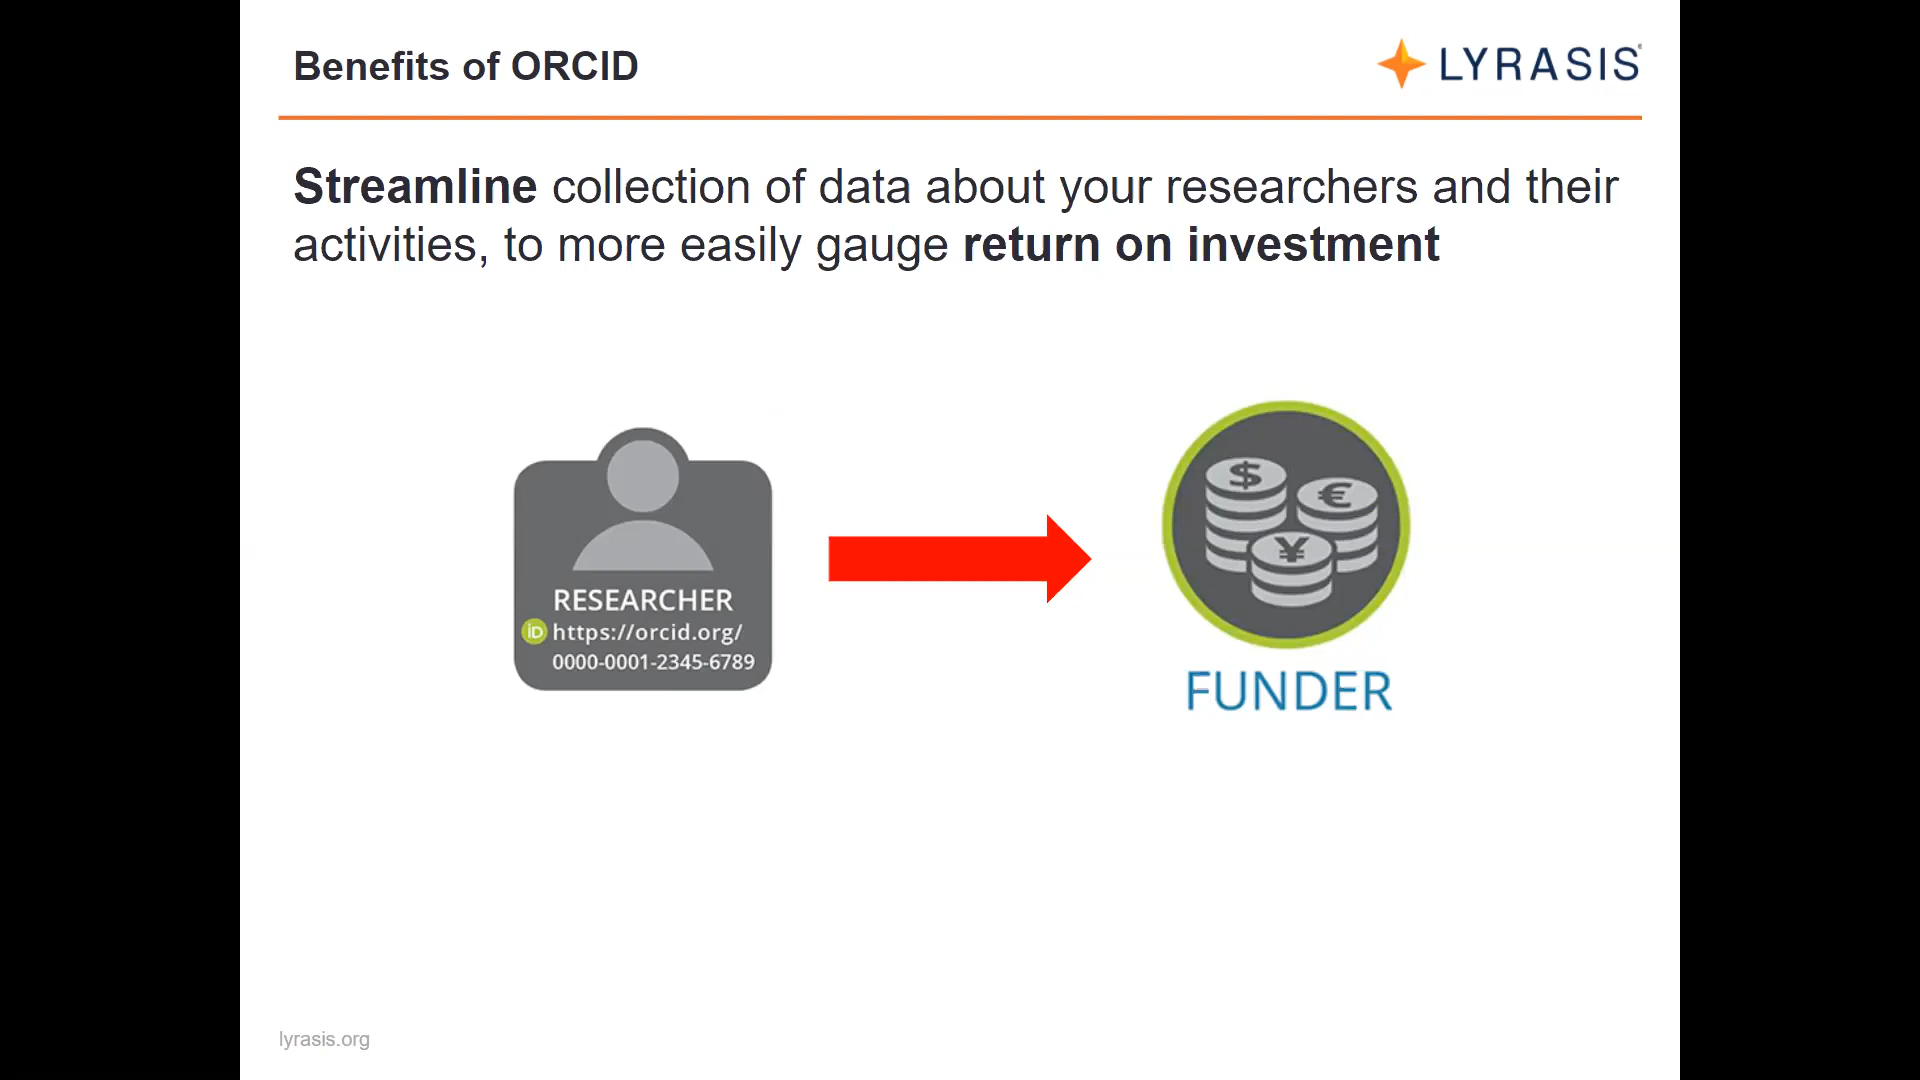 Benefits of ORCID
LYRASIS
Streamline collection of data about your researchers and their
activities, to more easily gauge return on investment
$
€
¥
RESEARCHER
iD https://orcid.org/
0000-0001-2345-6789
FUNDER
lyrasis.org